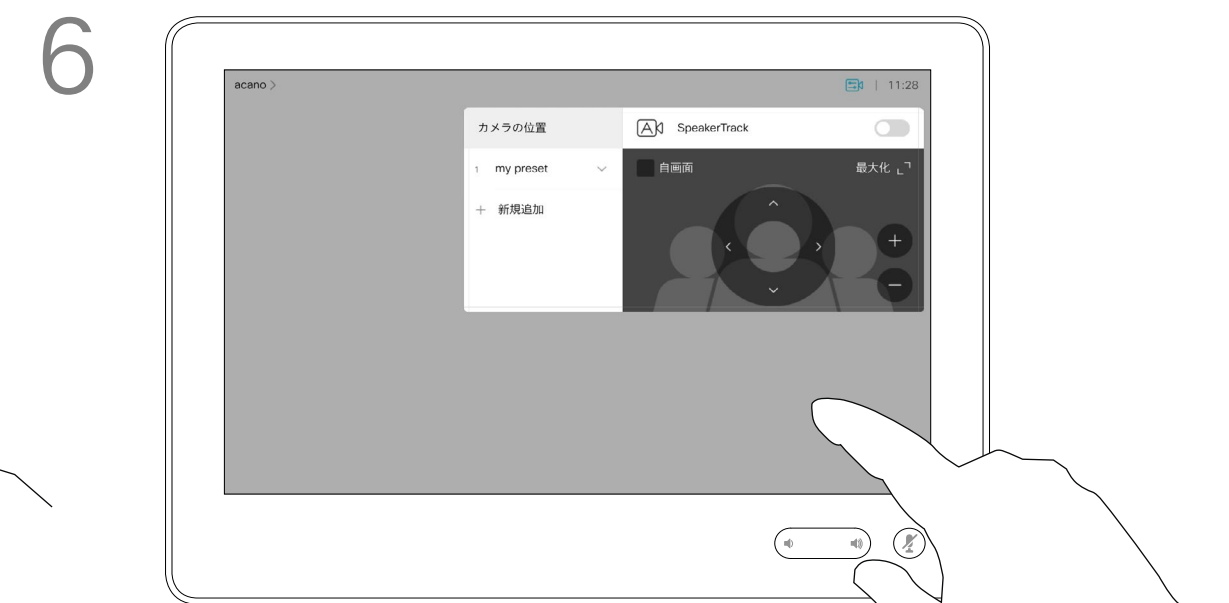 6
acano >
11:28
カメラの位置
SpeakerTrack
1 my preset
自画面
最大化
+ 新規追加